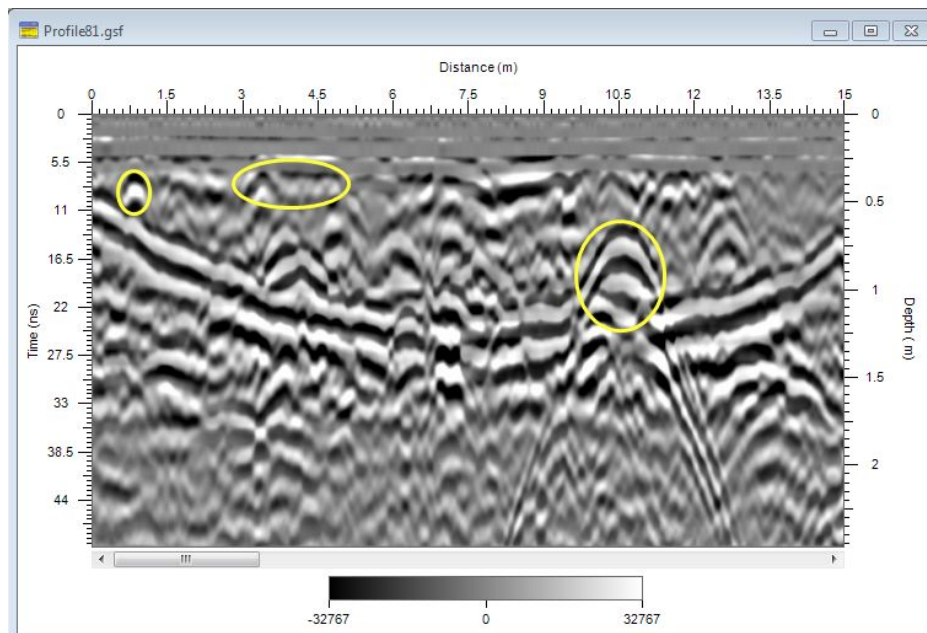 Profile81.gsf
Distance (m)
0 1.5 3 4.5 6 7.5 9 10.5 12 13.5 15
0 0
5.5
11 0.5
16.5
22 1
27.5
1.5
33
38.5 2
44
Time (ns)
Depth (m)
-32767 0 32767